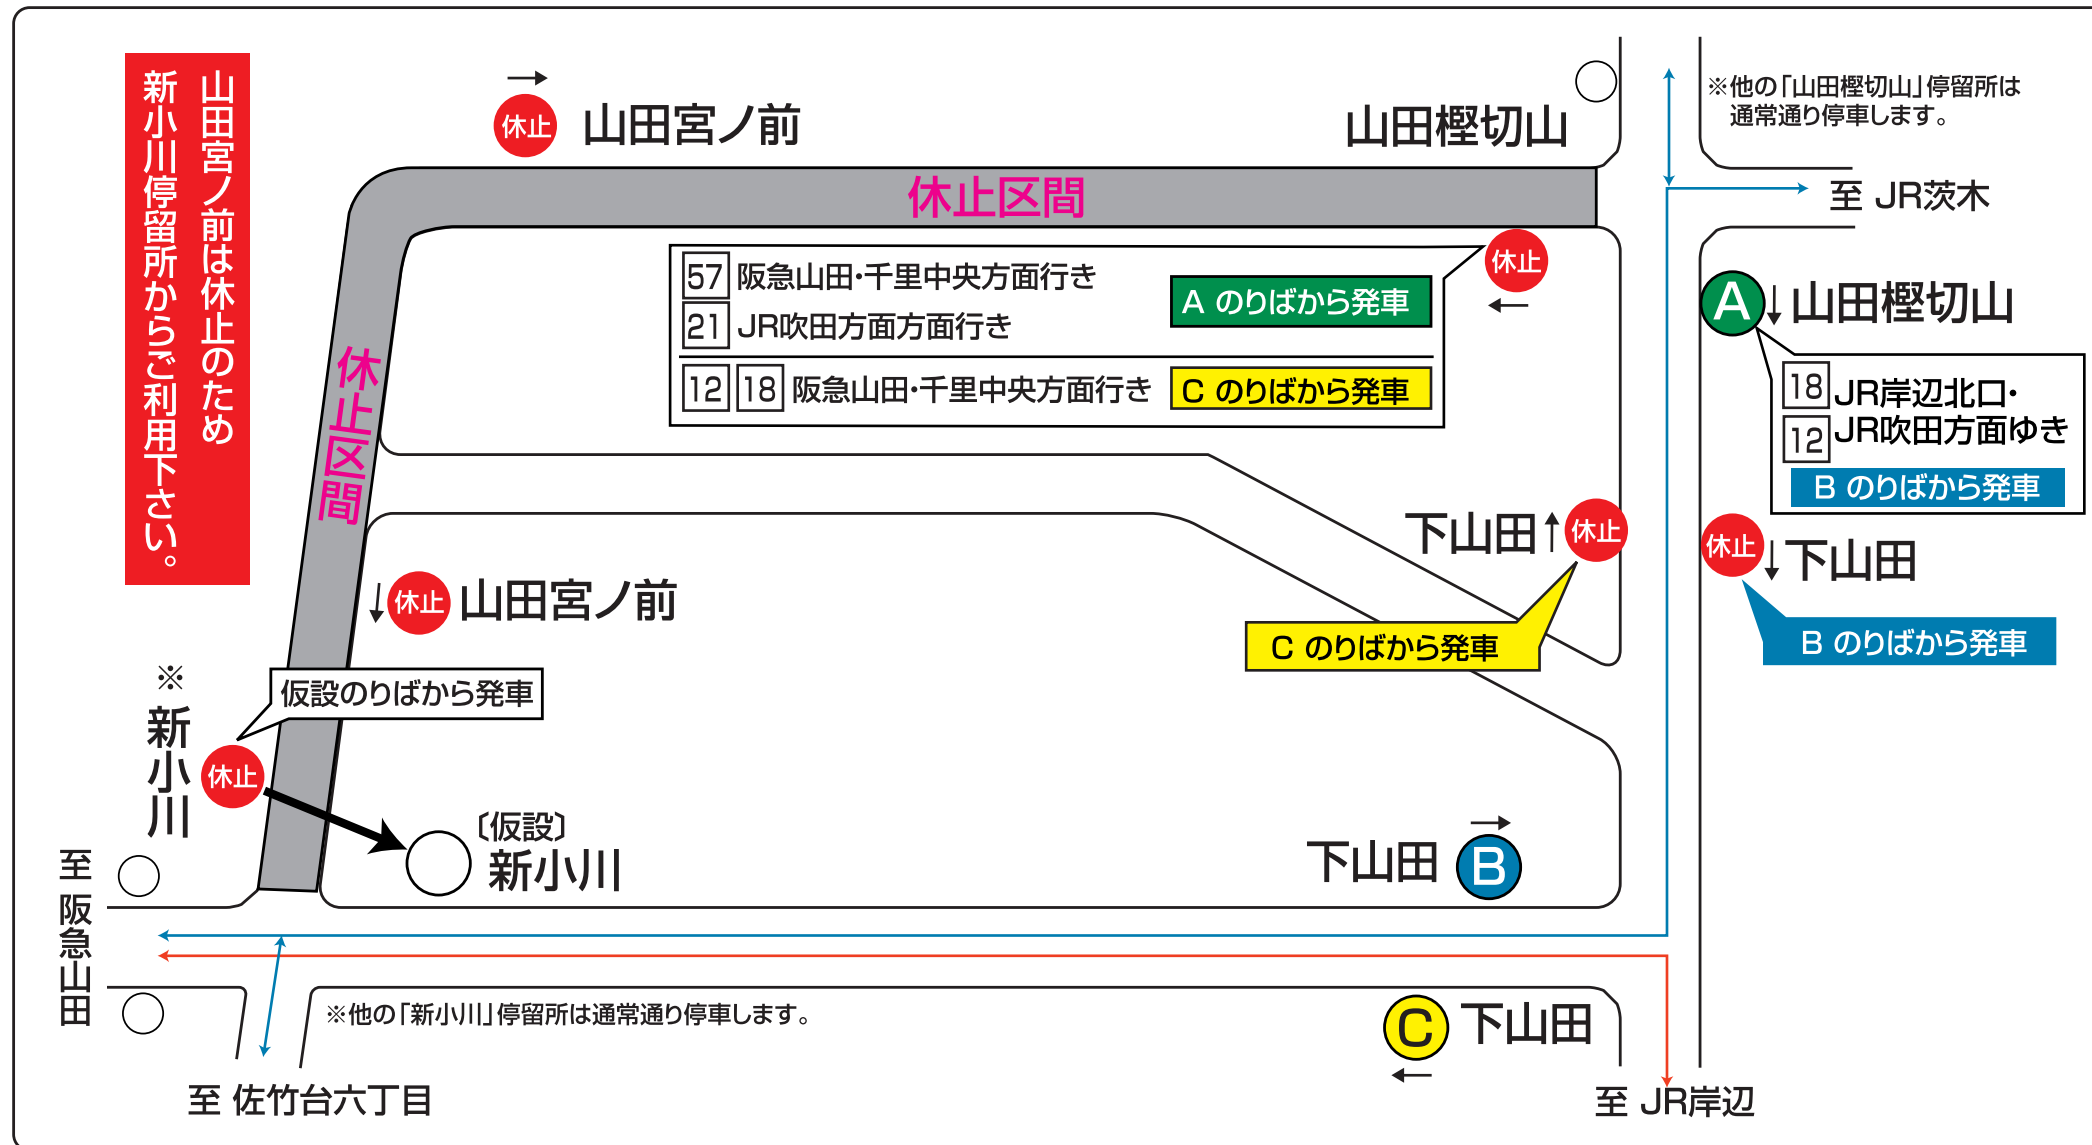 山田宮ノ前は休止のため
新小川停留所からご利用下さい。
→
休止 山田宮ノ前
山田樫切山
※他の「山田樫切山」停留所は
通常通り停車します。
休止区間
至 JR茨木
57 阪急山田・千里中央方面行き
21 JR吹田方面方面行き
A のりばから発車
12 18 阪急山田・千里中央方面行き
C のりばから発車
休止
←
A ↓山田樫切山
18 JR岸辺北口・
12 JR吹田方面ゆき
B のりばから発車
休止区間
下山田↑ 休止
C のりばから発車
休止 ↓下山田
B のりばから発車
↓ 休止 山田宮ノ前
※新小川
休止
仮設のりばから発車
〔仮設〕
新小川
→
下山田 B
至 阪急山田
※他の「新小川」停留所は通常通り停車します。
C 下山田
←
至 佐竹台六丁目
至 JR岸辺